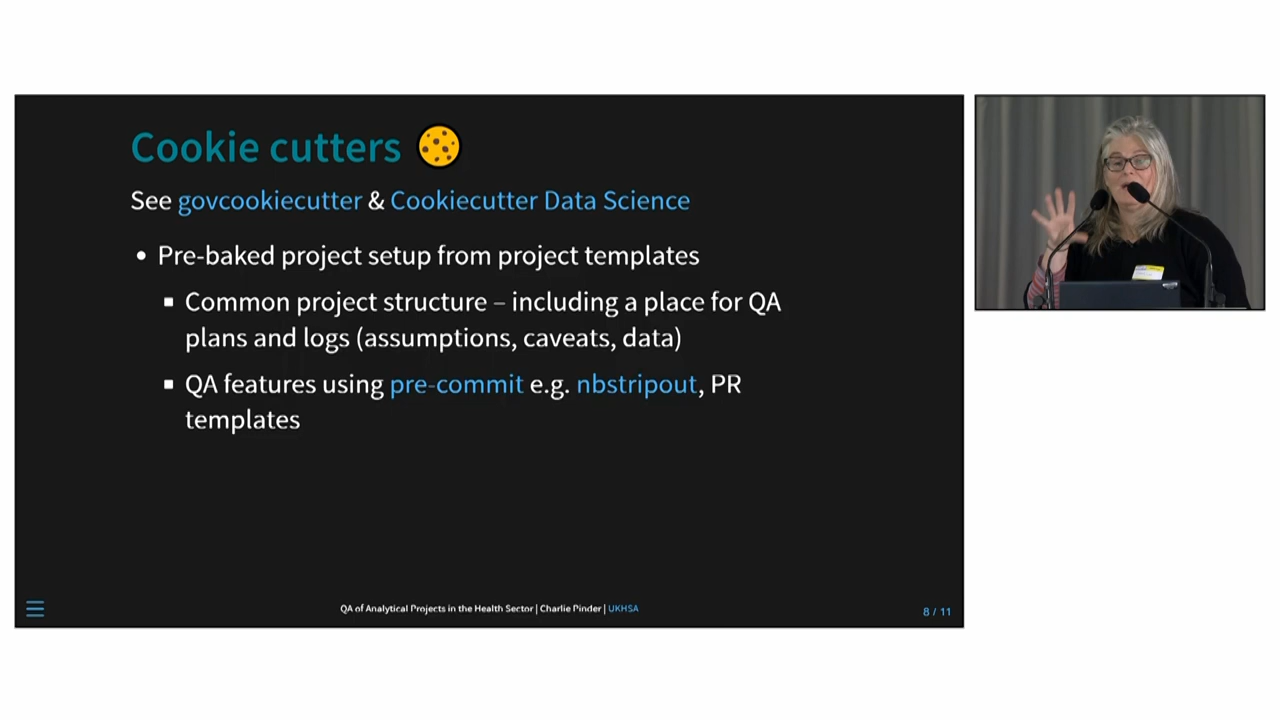 Cookie cutters
See govcookiecutter & Cookiecutter Data Science
• Pre-baked project setup from project templates
▪ Common project structure – including a place for QA
plans and logs (assumptions, caveats, data)
▪ QA features using pre-commit e.g. nbstripout, PR
templates
QA of Analytical Projects in the Health Sector | Charlie Pinder | UKHSA
8 / 11